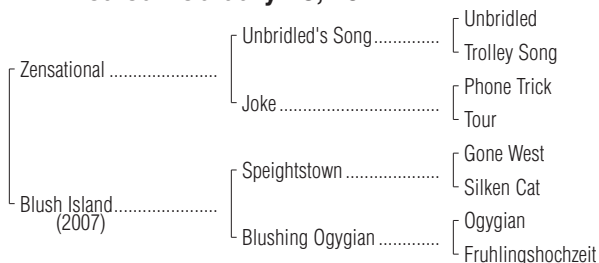 Unbridled
Unbridled's Song
Trolley Song
Zensational
Phone Trick
Joke
Tour
Gone West
Speightstown
Silken Cat
Blush Island
(2007)
Ogygian
Blushing Ogygian
Fruhlingshochzeit